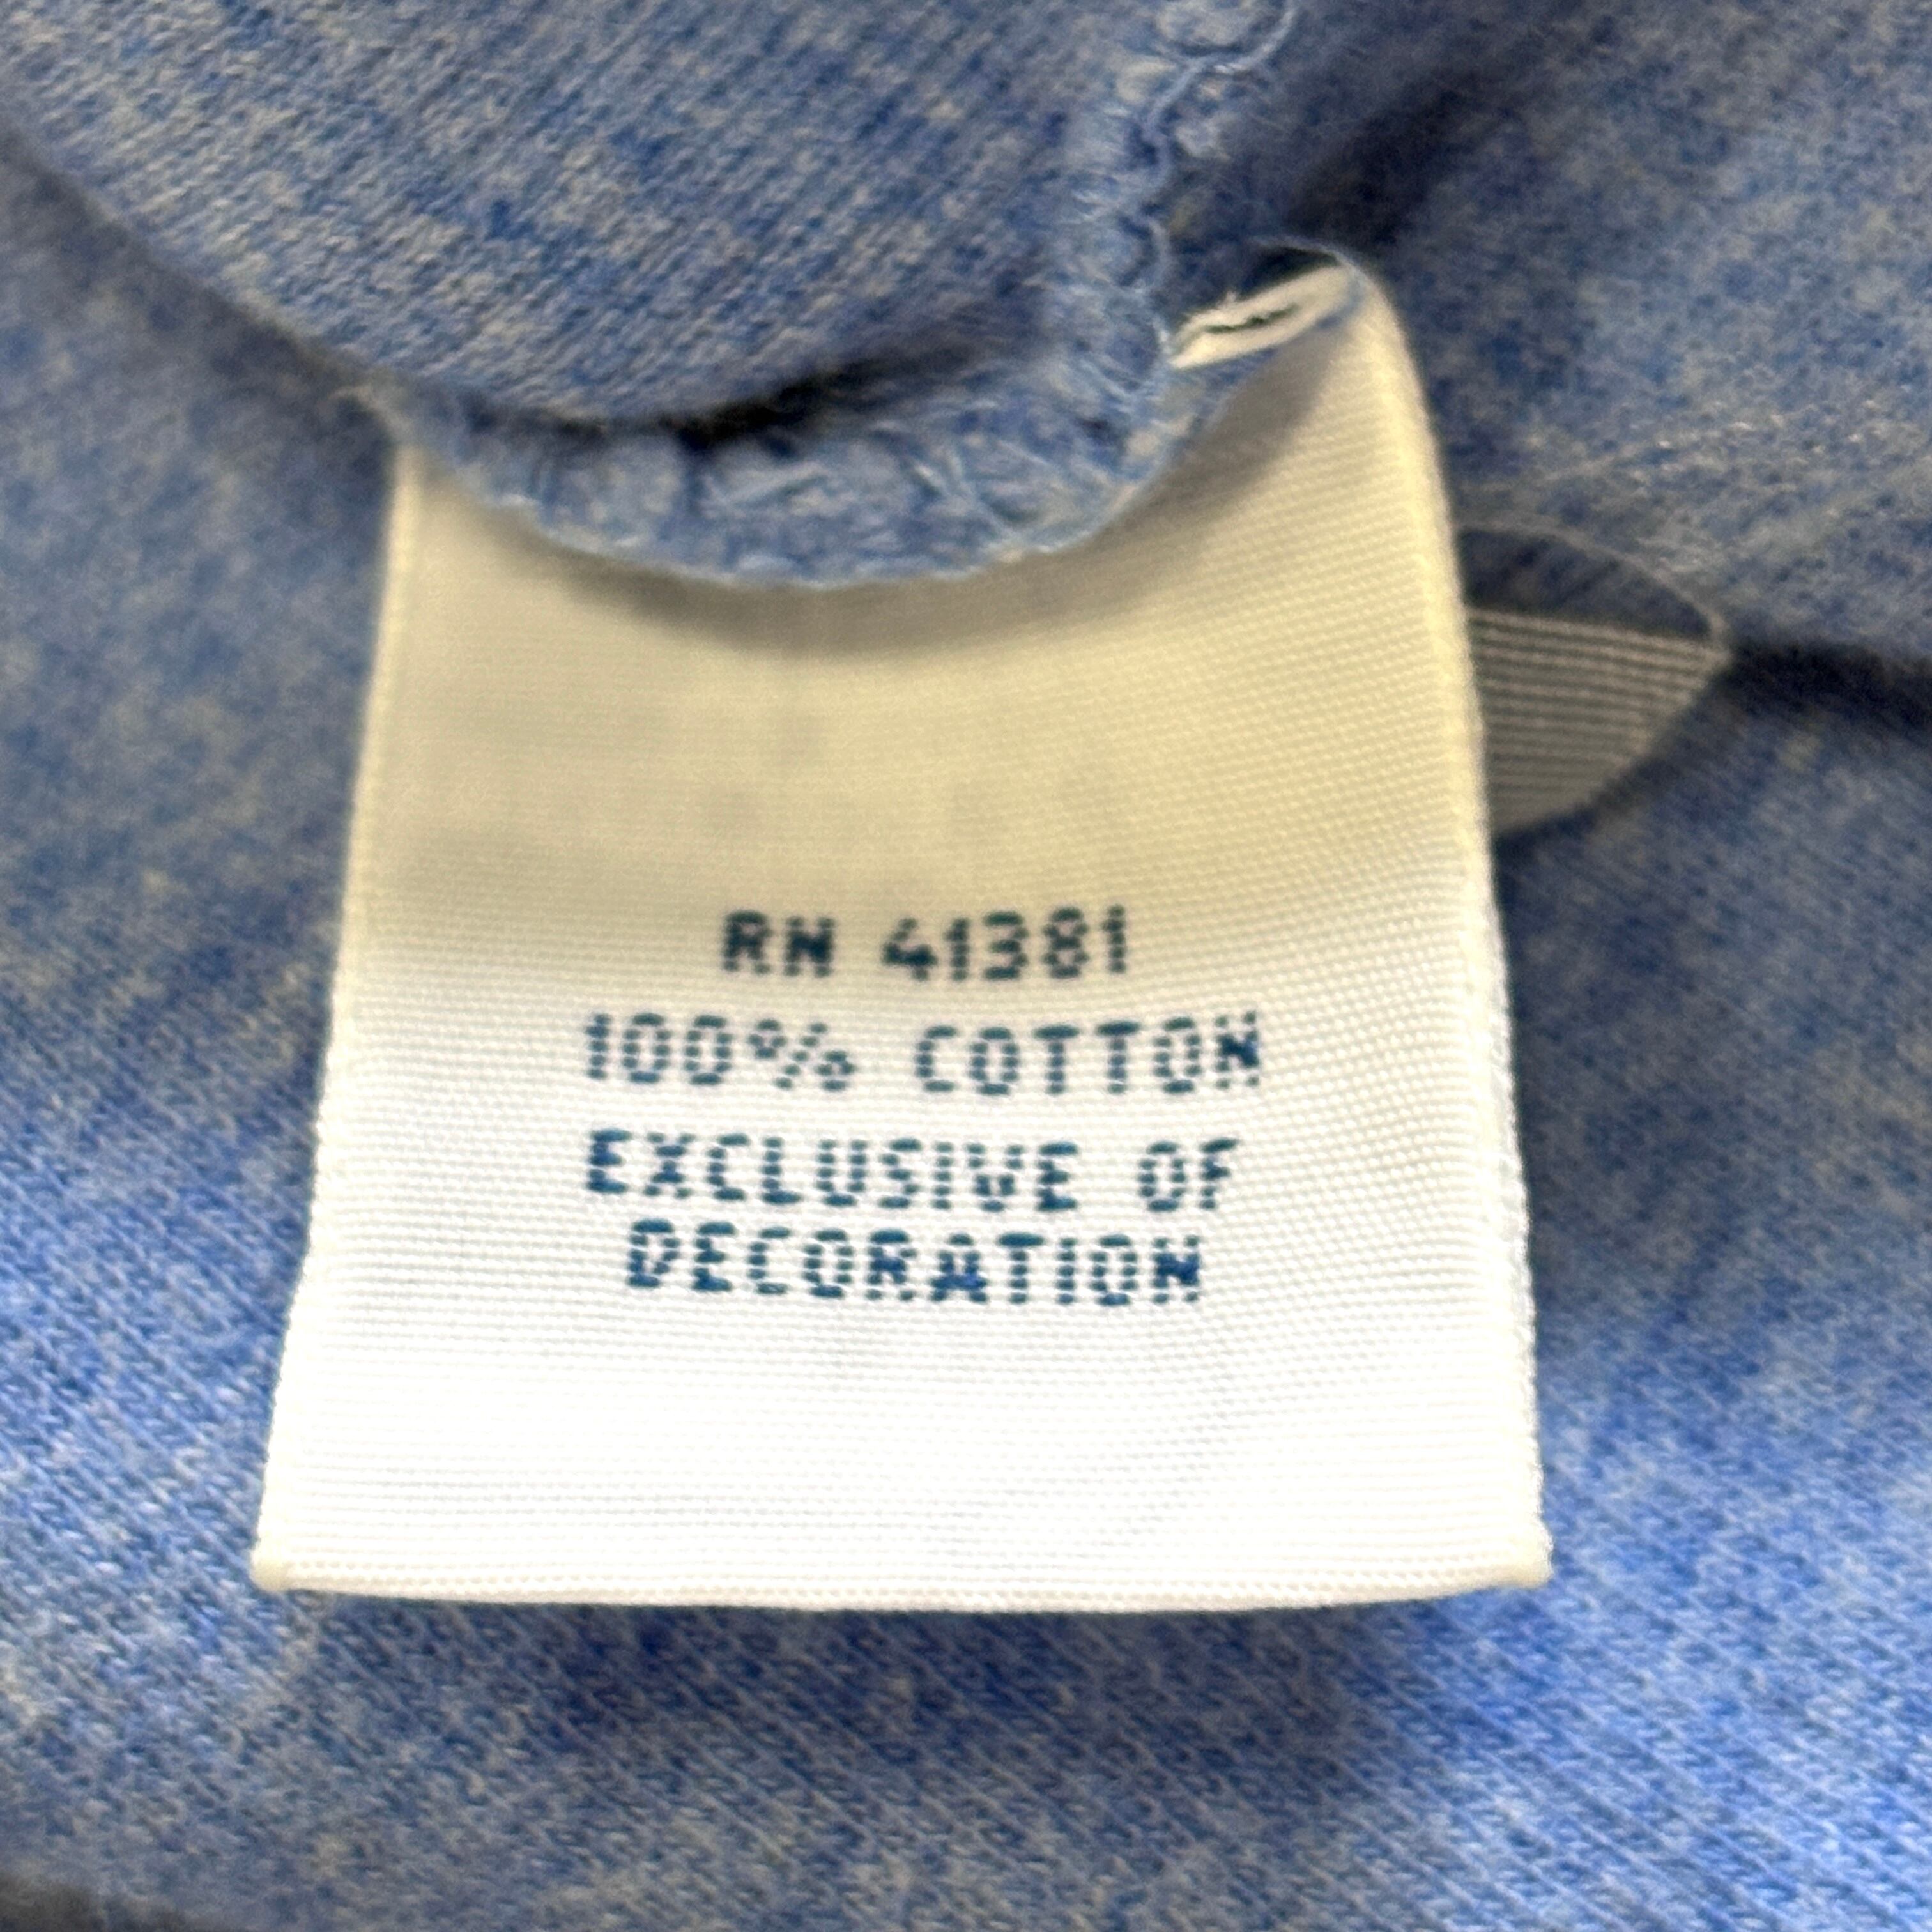 RN 41381
100% COTTON
EXCLUSIVE OF
DECORATION